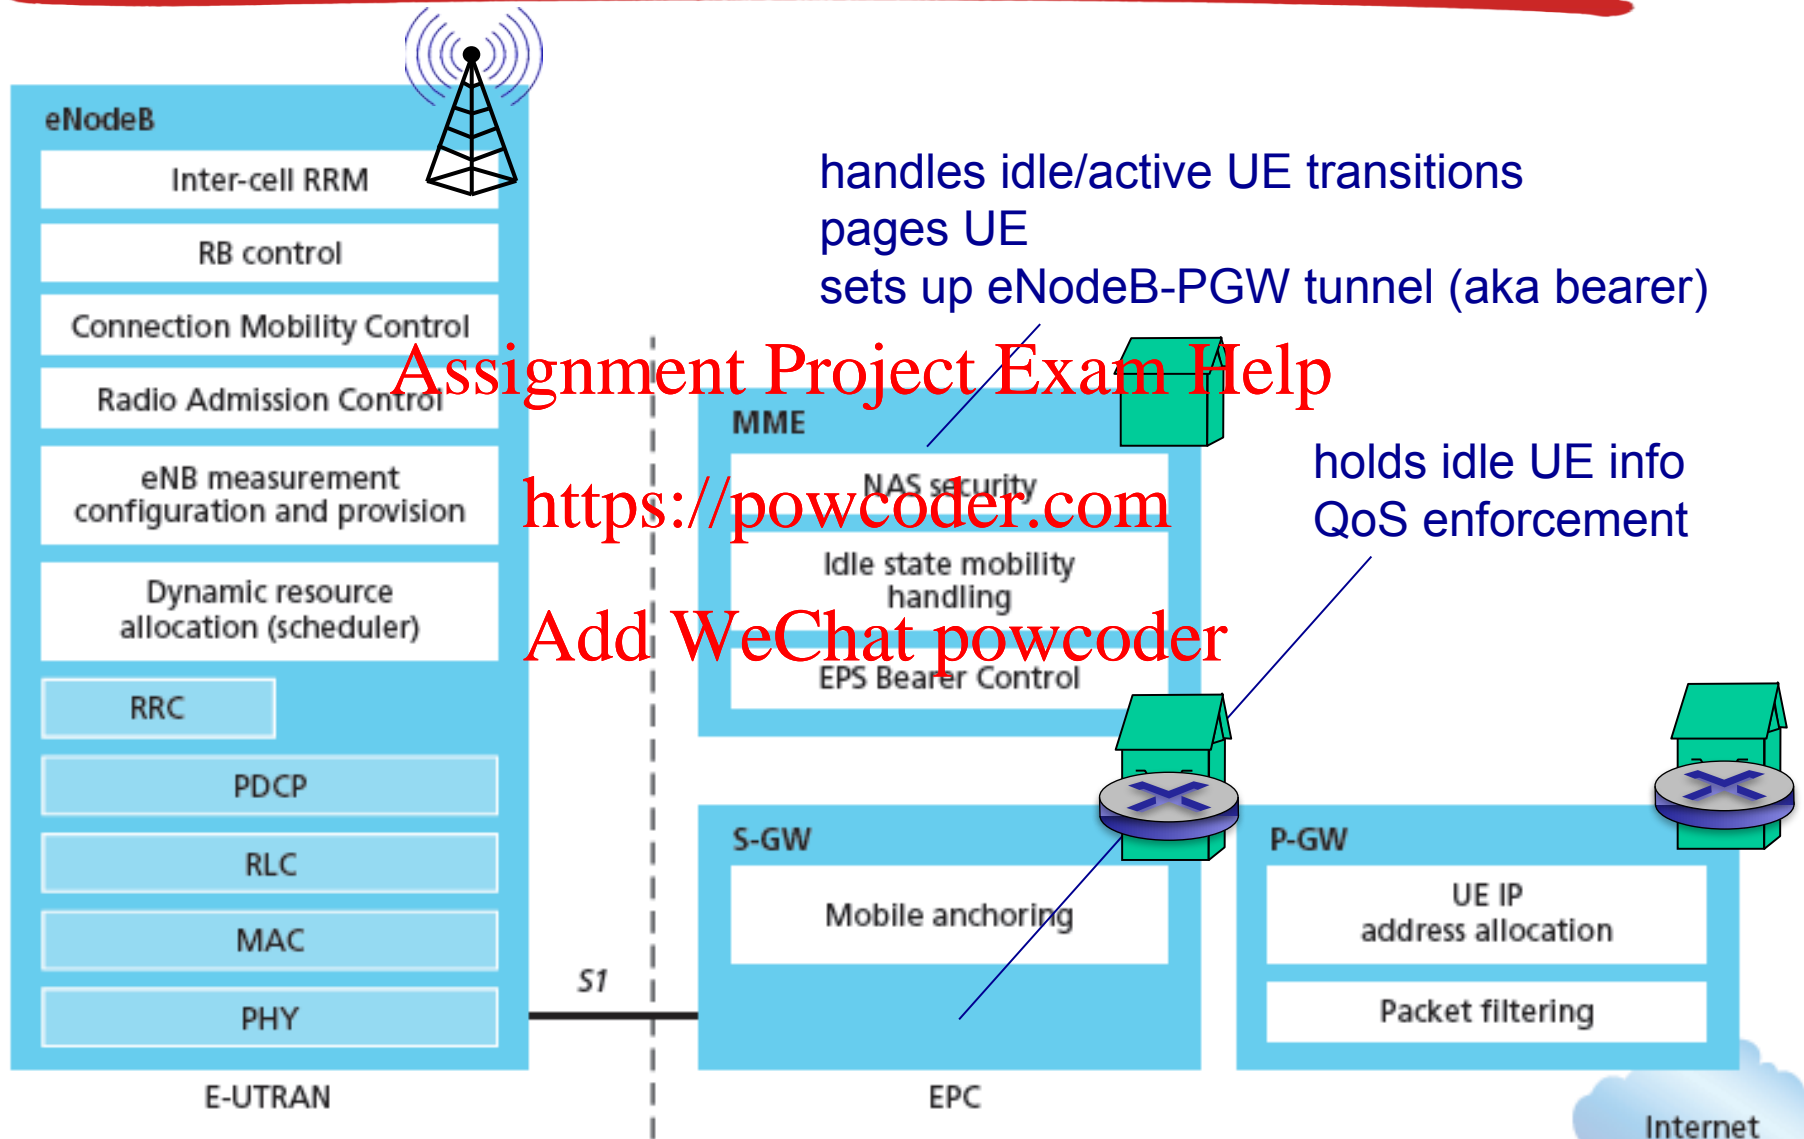 eNodeB
Inter-cell RRM
RB control
Connection Mobility Control
Radio Admission Control
eNB measurement
configuration and provision
Dynamic resource
allocation (scheduler)
RRC
PDCP
RLC
MAC
PHY
E-UTRAN
S1
handles idle/active UE transitions
pages UE
sets up eNodeB-PGW tunnel (aka bearer)
Assignment Project Exam Help
https://powcoder.com
Add WeChat powcoder
MME
NAS security
Idle state mobility
handling
EPS Bearer Control
holds idle UE info
QoS enforcement
S-GW
Mobile anchoring
EPC
P-GW
UE IP
address allocation
Packet filtering
Internet